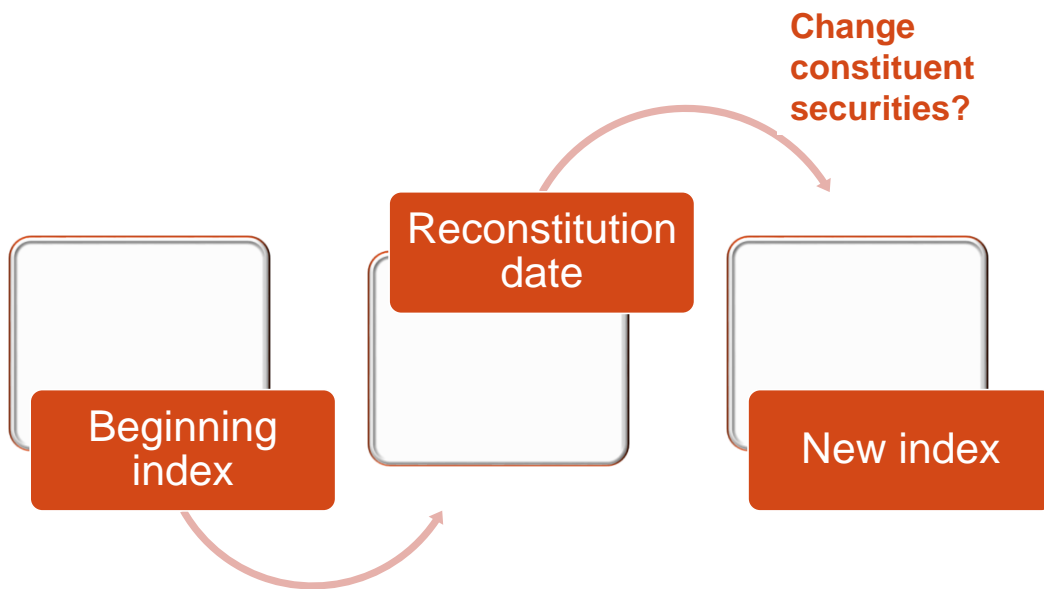 Change
constituent
securities?
Reconstitution
date
Beginning
index
New index